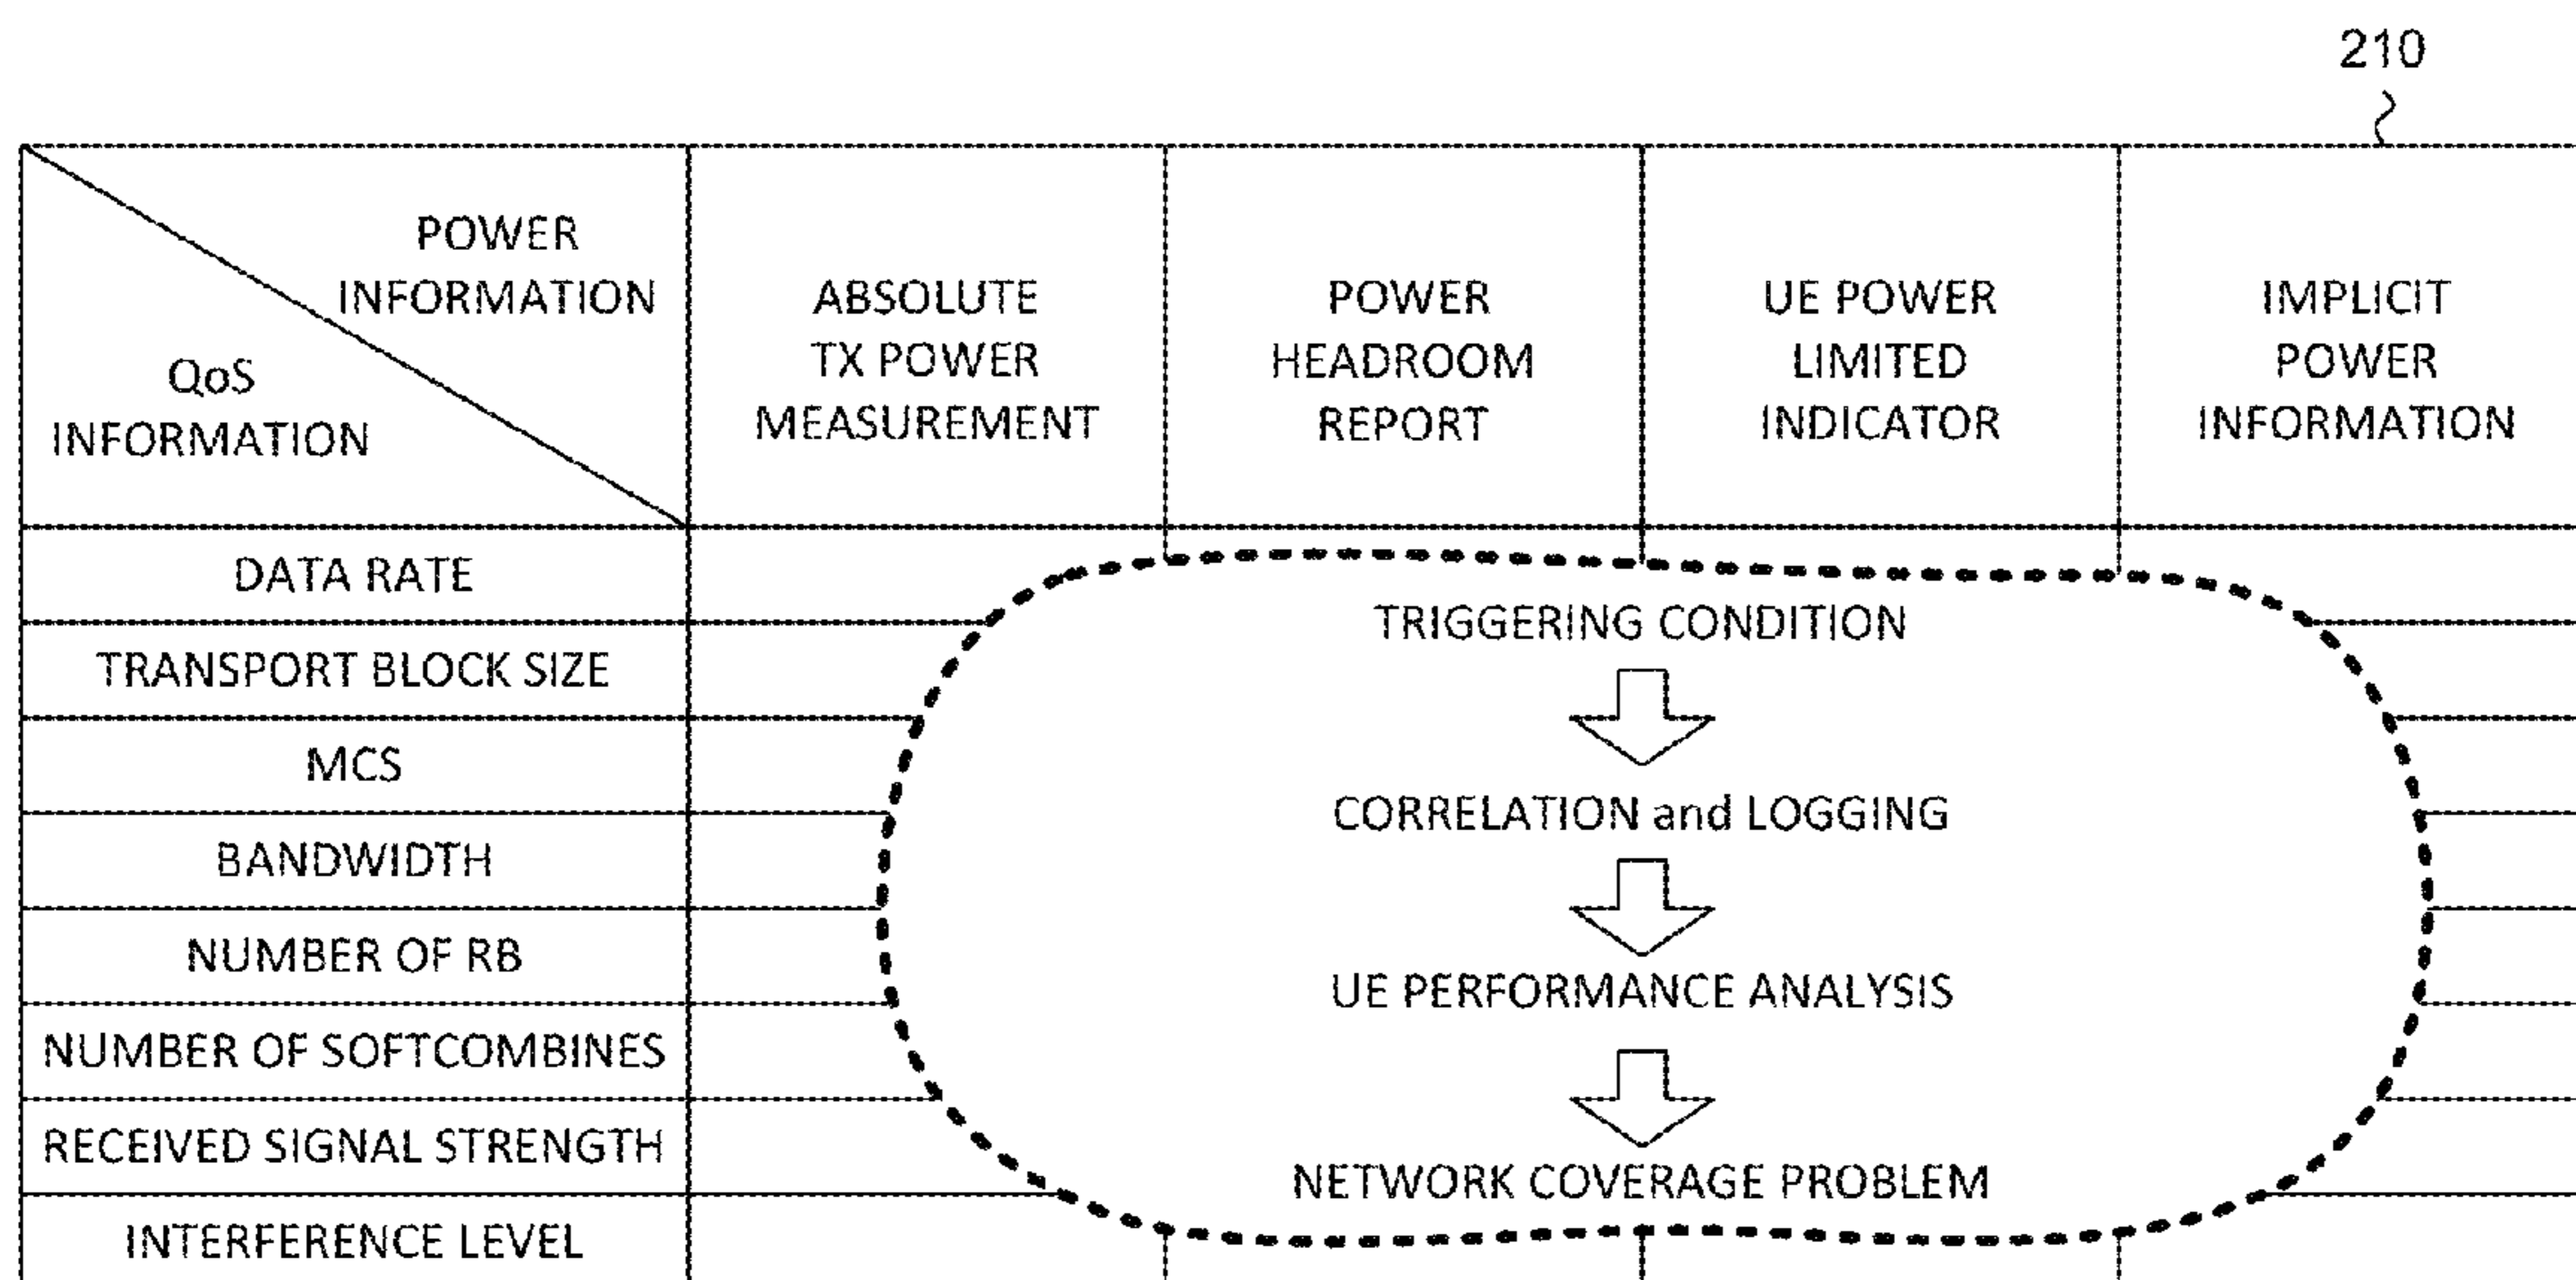 210
POWER
INFORMATION
QoS
INFORMATION
ABSOLUTE
TX POWER
MEASUREMENT
POWER
HEADROOM
REPORT
UE POWER
LIMITED
INDICATOR
IMPLICIT
POWER
INFORMATION
DATA RATE
TRANSPORT BLOCK SIZE
MCS
BANDWIDTH
NUMBER OF RB
NUMBER OF SOFTCOMBINES
RECEIVED SIGNAL STRENGTH
INTERFERENCE LEVEL
TRIGGERING CONDITION
CORRELATION and LOGGING
UE PERFORMANCE ANALYSIS
NETWORK COVERAGE PROBLEM